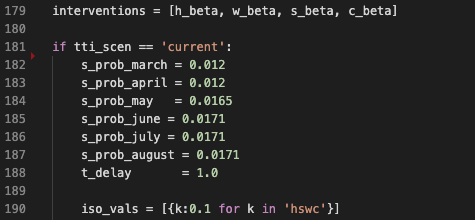 179 interventions = [h_beta, w_beta, s_beta, c_beta]
180
181 if tti_scen == 'current':
182     s_prob_march = 0.012
183     s_prob_april = 0.012
184     s_prob_may   = 0.0165
185     s_prob_june = 0.0171
186     s_prob_july = 0.0171
187     s_prob_august = 0.0171
188     t_delay       = 1.0
189
190     iso_vals = [{k:0.1 for k in 'hswc'}]